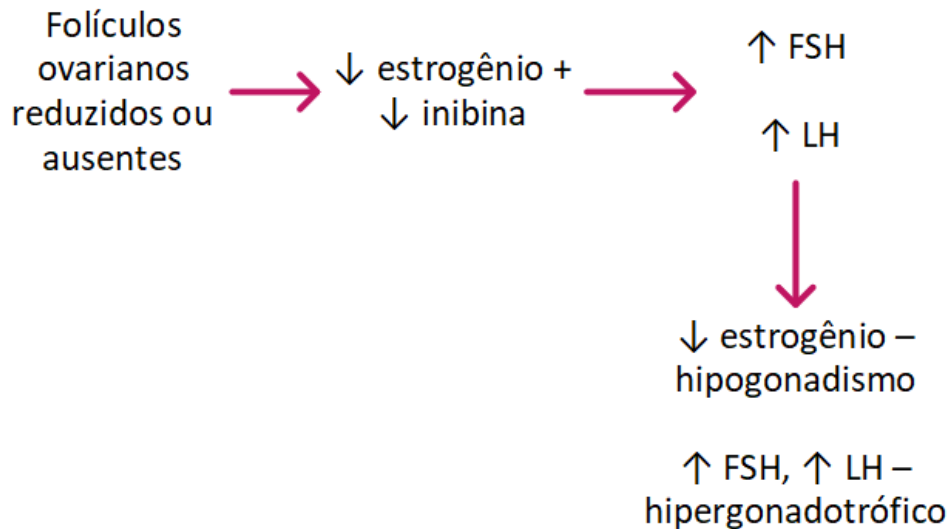 Folículos
ovarianos
reduzidos ou
ausentes
↓ estrogênio +
↓ inibina
↑ FSH
↑ LH
↓ estrogênio –
hipogonadismo
↑ FSH, ↑ LH –
hipergonadotrófico